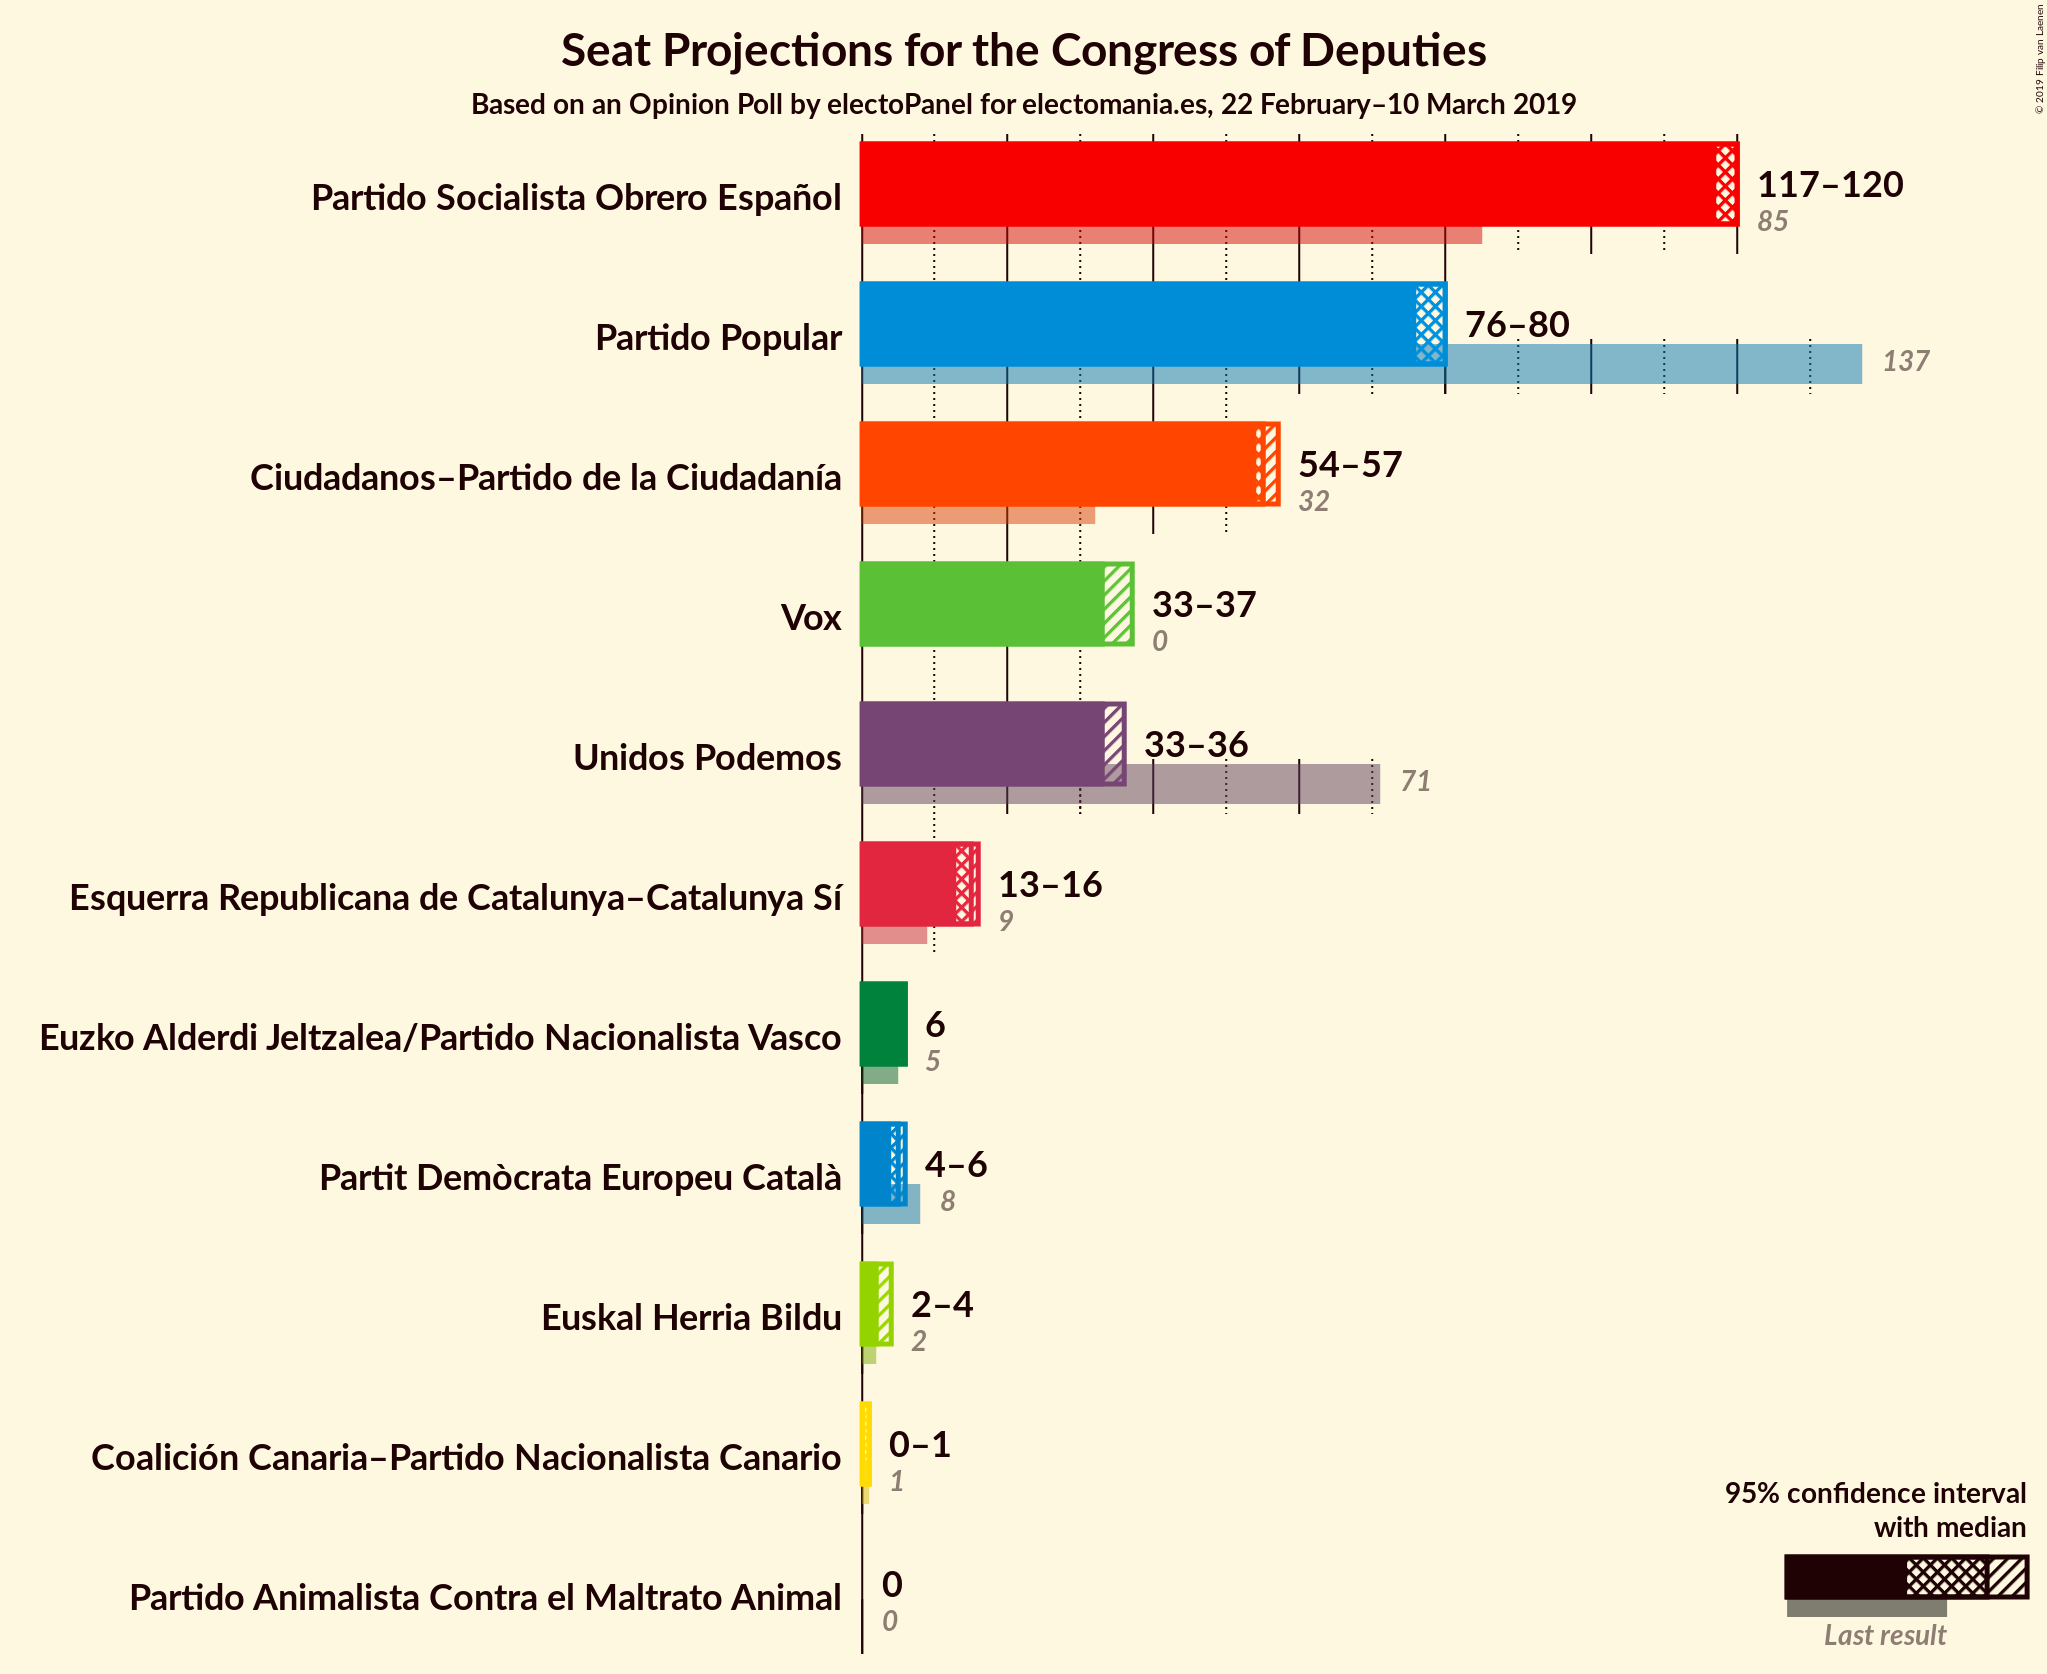 Seat Projections for the Congress of Deputies
Based on an Opinion Poll by electoPanel for electomania.es, 22 February–10 March 2019
© 2019 Filip van Laenen
Partido Socialista Obrero Español
117–120
85
Partido Popular
76–80
137
Ciudadanos–Partido de la Ciudadanía
54–57
32
Vox
33–37
0
Unidos Podemos
33–36
71
Esquerra Republicana de Catalunya–Catalunya Sí
13–16
9
Euzko Alderdi Jeltzalea/Partido Nacionalista Vasco
6
5
Partit Demòcrata Europeu Català
4–6
8
Euskal Herria Bildu
2–4
2
Coalición Canaria–Partido Nacionalista Canario
0–1
1
Partido Animalista Contra el Maltrato Animal
0
0
95% confidence interval
with median
Last result